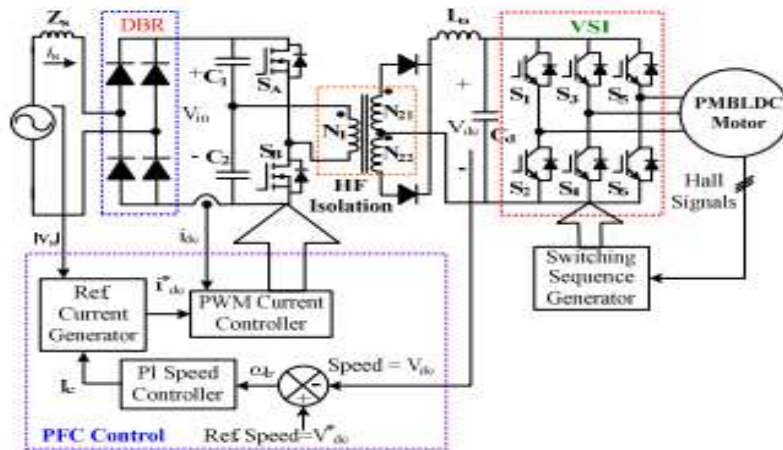 Zs
DBR
Lo
VSI
is
C1
SA
S1
S3
S5
PMBLDC
Motor
Vin
N1
N21
Vdc
Cd
C2
SB
N22
S2
S4
S6
HF
Isolation
Hall
Signals
|vs|
idc
Ref
Current
Generator
i*dc
PWM Current
Controller
Switching
Sequence
Generator
Ic
PI Speed
Controller
Speed = Vdc
PFC Control
Ref Speed=V*dc